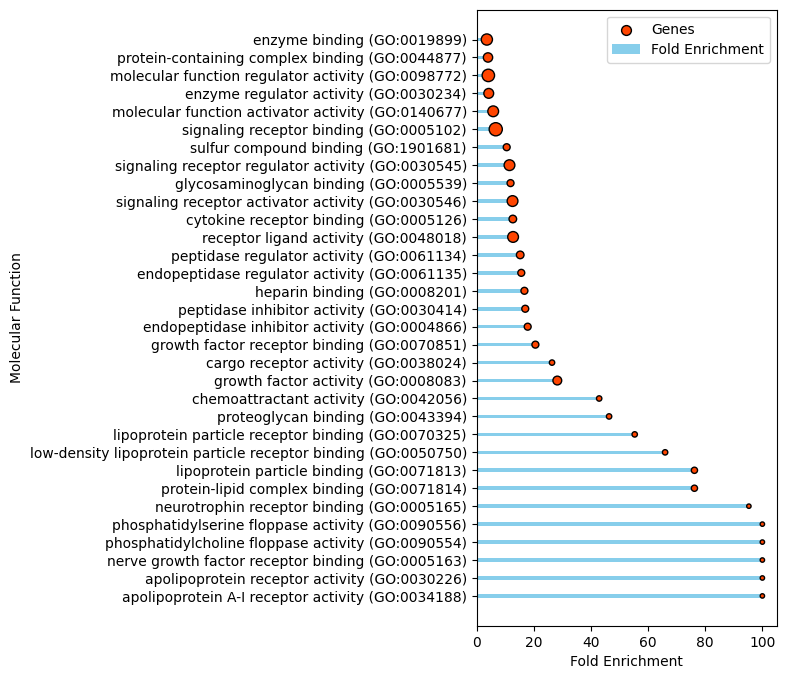 Genes
Fold Enrichment
enzyme binding (GO:0019899)
protein-containing complex binding (GO:0044877)
molecular function regulator activity (GO:0098772)
enzyme regulator activity (GO:0030234)
molecular function activator activity (GO:0140677)
signaling receptor binding (GO:0005102)
sulfur compound binding (GO:1901681)
signaling receptor regulator activity (GO:0030545)
glycosaminoglycan binding (GO:0005539)
signaling receptor activator activity (GO:0030546)
cytokine receptor binding (GO:0005126)
receptor ligand activity (GO:0048018)
peptidase regulator activity (GO:0061134)
endopeptidase regulator activity (GO:0061135)
heparin binding (GO:0008201)
peptidase inhibitor activity (GO:0030414)
endopeptidase inhibitor activity (GO:0004866)
growth factor receptor binding (GO:0070851)
cargo receptor activity (GO:0038024)
growth factor activity (GO:0008083)
chemoattractant activity (GO:0042056)
proteoglycan binding (GO:0043394)
lipoprotein particle receptor binding (GO:0070325)
low-density lipoprotein particle receptor binding (GO:0050750)
lipoprotein particle binding (GO:0071813)
protein-lipid complex binding (GO:0071814)
neurotrophin receptor binding (GO:0005165)
phosphatidylserine floppase activity (GO:0090556)
phosphatidylcholine floppase activity (GO:0090554)
nerve growth factor receptor binding (GO:0005163)
apolipoprotein receptor activity (GO:0030226)
apolipoprotein A-I receptor activity (GO:0034188)
Molecular Function
0 20 40 60 80 100
Fold Enrichment